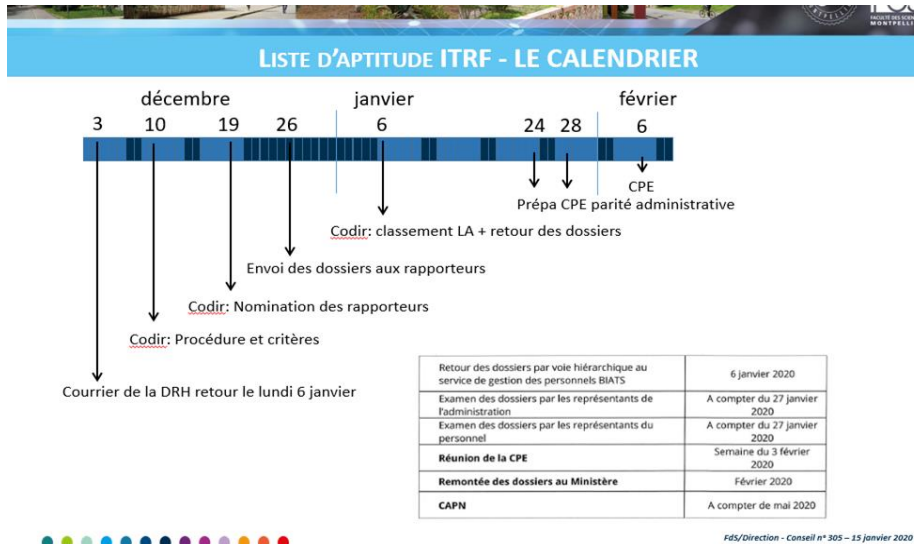 FACULTÉ DES SCIENCES
MONTPELLIER
LISTE D'APTITUDE ITRF - LE CALENDRIER
décembre janvier février
3 10 19 26 6 24 28 6
CPE
Prépa CPE parité administrative
Codir: classement LA + retour des dossiers
Envoi des dossiers aux rapporteurs
Codir: Nomination des rapporteurs
Codir: Procédure et critères
Courrier de la DRH retour le lundi 6 janvier
Retour des dossiers par voie hiérarchique au
service de gestion des personnels BIATS
6 janvier 2020
Examen des dossiers par les représentants de
l'administration
A compter du 27 janvier
2020
Examen des dossiers par les représentants du
personnel
A compter du 27 janvier
2020
Réunion de la CPE
Semaine du 3 février
2020
Remontée des dossiers au Ministère
Février 2020
CAPN
A compter de mai 2020
FdS/Direction - Conseil n° 305 – 15 janvier 2020